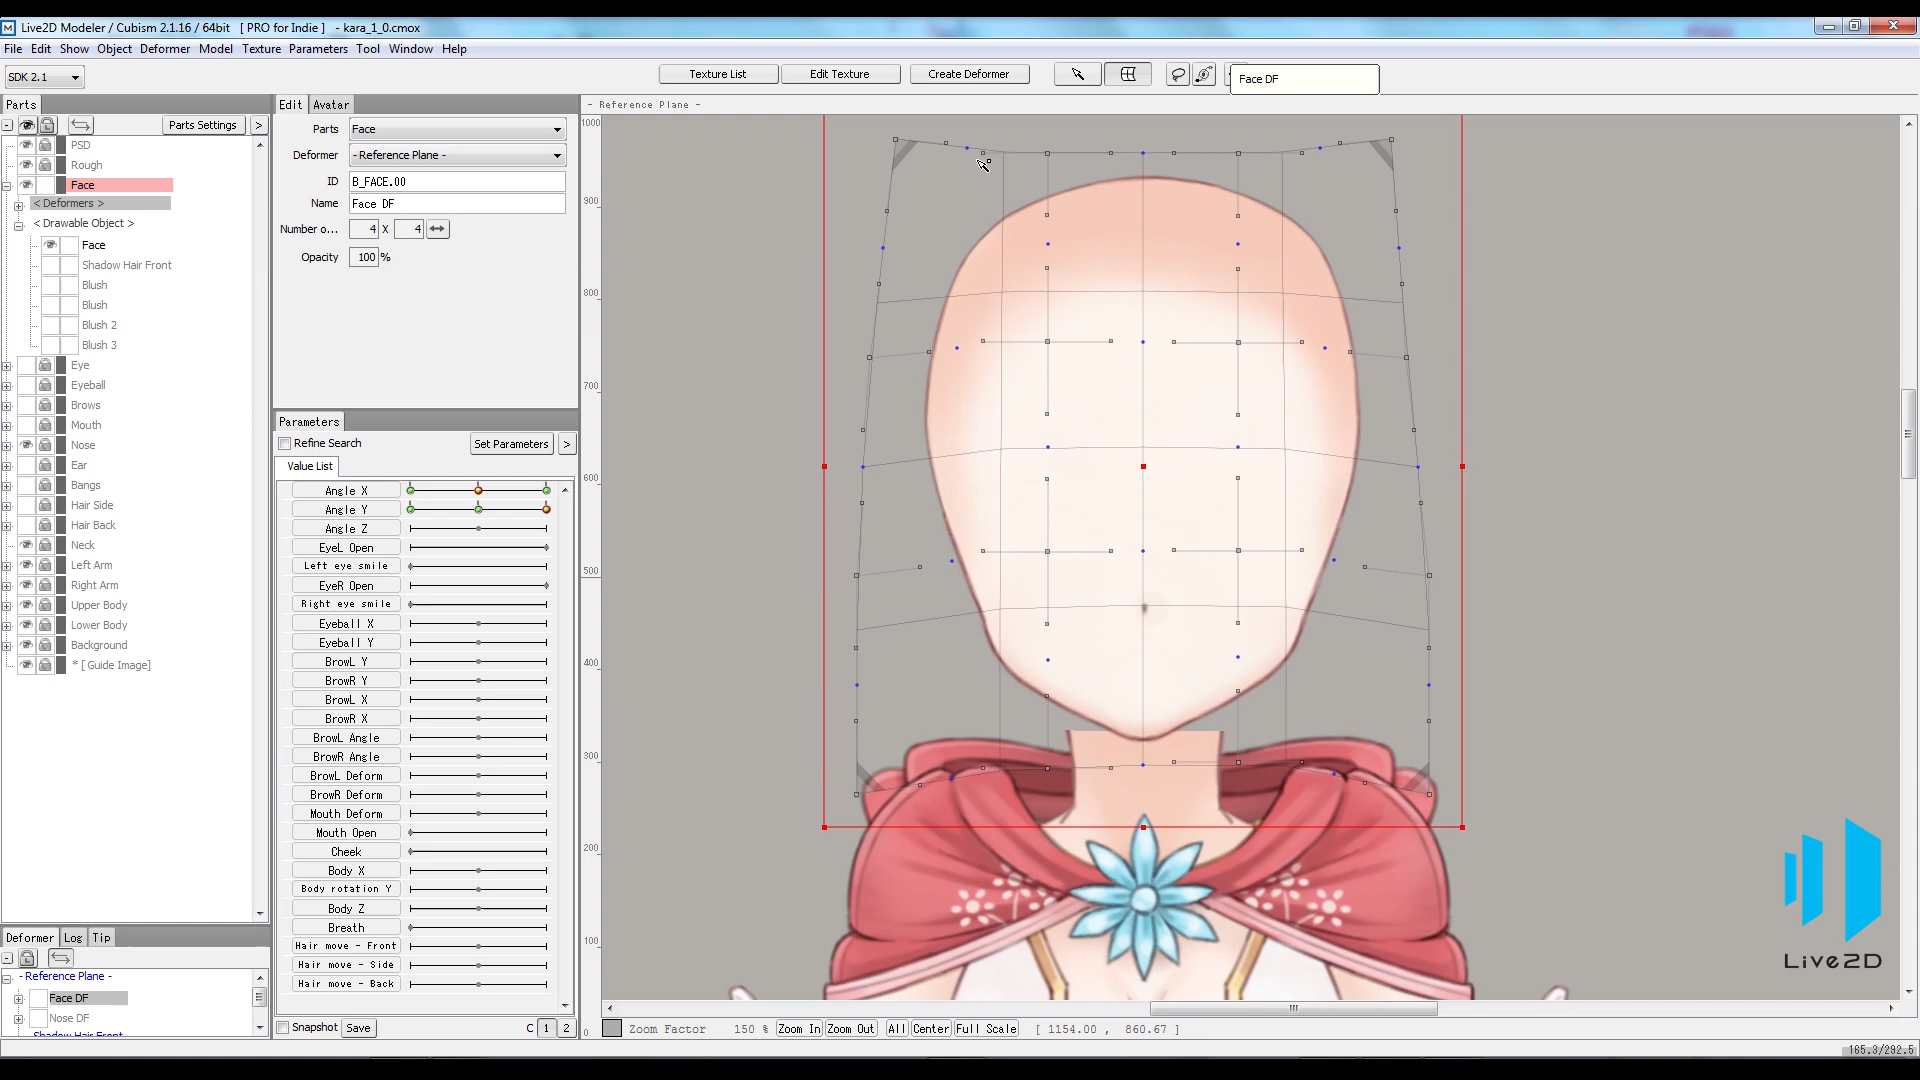 Live2D Modeler / Cubism 2.1.16 / 64bit   [ PRO for Indie ]   - kara_1_0.cmox
File Edit Show Object Deformer Model Texture Parameters Tool Window Help
SDK 2.1
Texture List
Edit Texture
Create Deformer
Face DF
Parts
Parts Settings
>
PSD
Rough
Face
< Deformers >
< Drawable Object >
Face
Shadow Hair Front
Blush
Blush
Blush 2
Blush 3
Eye
Eyeball
Brows
Mouth
Nose
Ear
Bangs
Hair Side
Hair Back
Neck
Left Arm
Right Arm
Upper Body
Lower Body
Background
* [ Guide Image]
Deformer Log Tip
- Reference Plane -
Face DF
Nose DF
Shadow Hair Front
Edit Avatar
Parts Face
Deformer - Reference Plane -
ID B_FACE.00
Name Face DF
Number o... 4 X 4
Opacity 100 %
Parameters
Refine Search
Set Parameters
>
Value List
Angle X
Angle Y
Angle Z
EyeL Open
Left eye smile
EyeR Open
Right eye smile
Eyeball X
Eyeball Y
BrowL Y
BrowR Y
BrowL X
BrowR X
BrowL Angle
BrowR Angle
BrowL Deform
BrowR Deform
Mouth Deform
Mouth Open
Cheek
Body X
Body rotation Y
Body Z
Breath
Hair move - Front
Hair move - Side
Hair move - Back
Snapshot Save C 1 2
- Reference Plane -
1000
900
800
700
600
500
400
300
200
100
0
Live2D
Zoom Factor 150 % Zoom In Zoom Out All Center Full Scale [ 1154.00 , 860.67 ]
165.3/292.5